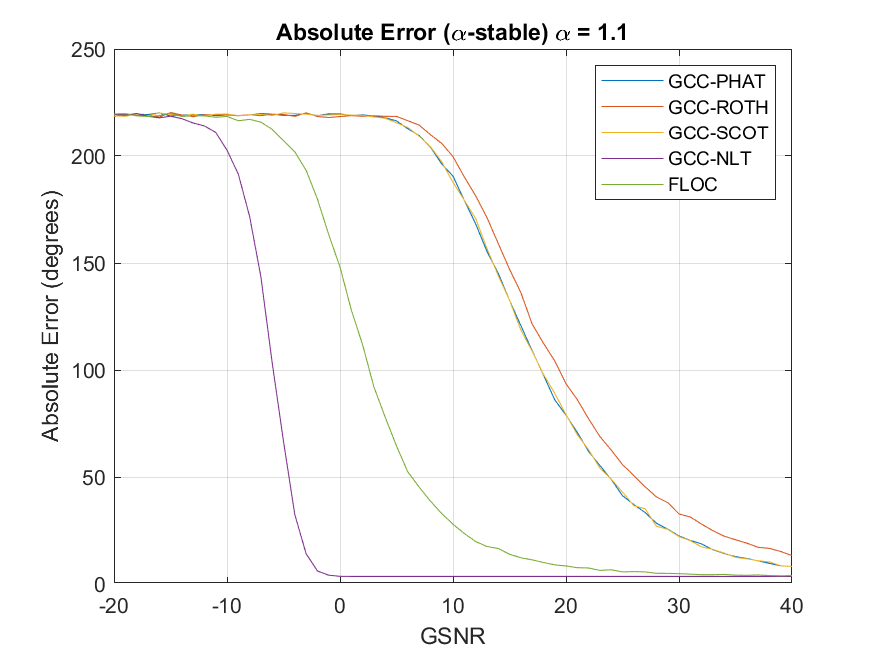 Absolute Error (α-stable) α = 1.1
250
200
150
100
50
0
Absolute Error (degrees)
-20
-10
0
10
20
30
40
GSNR
GCC-PHAT
GCC-ROTH
GCC-SCOT
GCC-NLT
FLOC